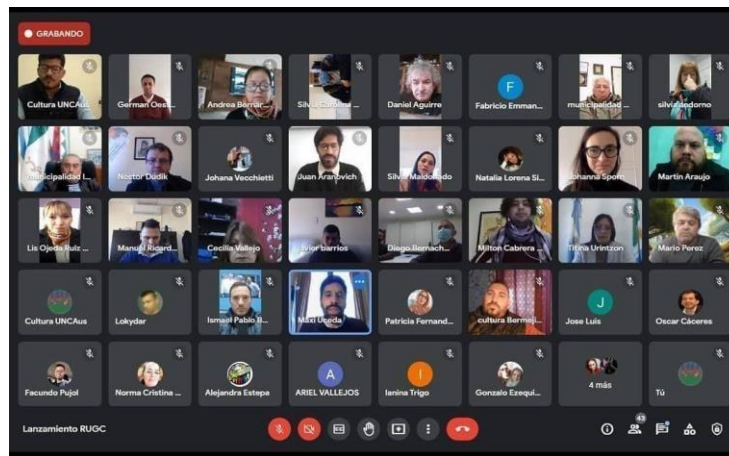 GRABANDO
Cultura UNCAus
German Oest...
Andrea Bernar...
Silvia Carolina ...
Daniel Aguirre
F
Fabricio Emman...
municipalidad ...
silvia andorno
municipalidad l...
Nestor Dudik
Johana Vecchietti
Juan Aranovich
Silvia Maldonado
Natalia Lorena Si...
Johanna Sporn
Martin Araujo
Lis Ojeda Ruiz ...
Manuel Ricard...
Cecilia Vallejo
javior barrios
Diego Bernach...
Milton Cabrera ...
Titina Urintzon
Mario Perez
Cultura UNCAus
Lokydar
Ismael Pablo B...
Maxi Uceda
Patricia Fernand...
cultura Bermej...
J
Jose Luis
Oscar Cáceres
Facundo Pujol
Norma Cristina ...
Alejandra Estepa
A
ARIEL VALLEJOS
I
Ianina Trigo
Gonzalo Ezequi...
4 más
Tú
Lanzamiento RUGC
43